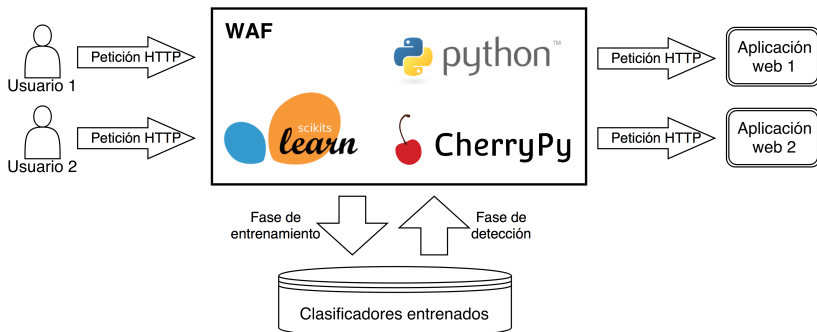 WAF
python™
Usuario 1
Petición HTTP
Petición HTTP
Aplicación
web 1
Usuario 2
Petición HTTP
scikits
learn
CherryPy
Petición HTTP
Aplicación
web 2
Fase de
entrenamiento
Fase de
detección
Clasificadores entrenados